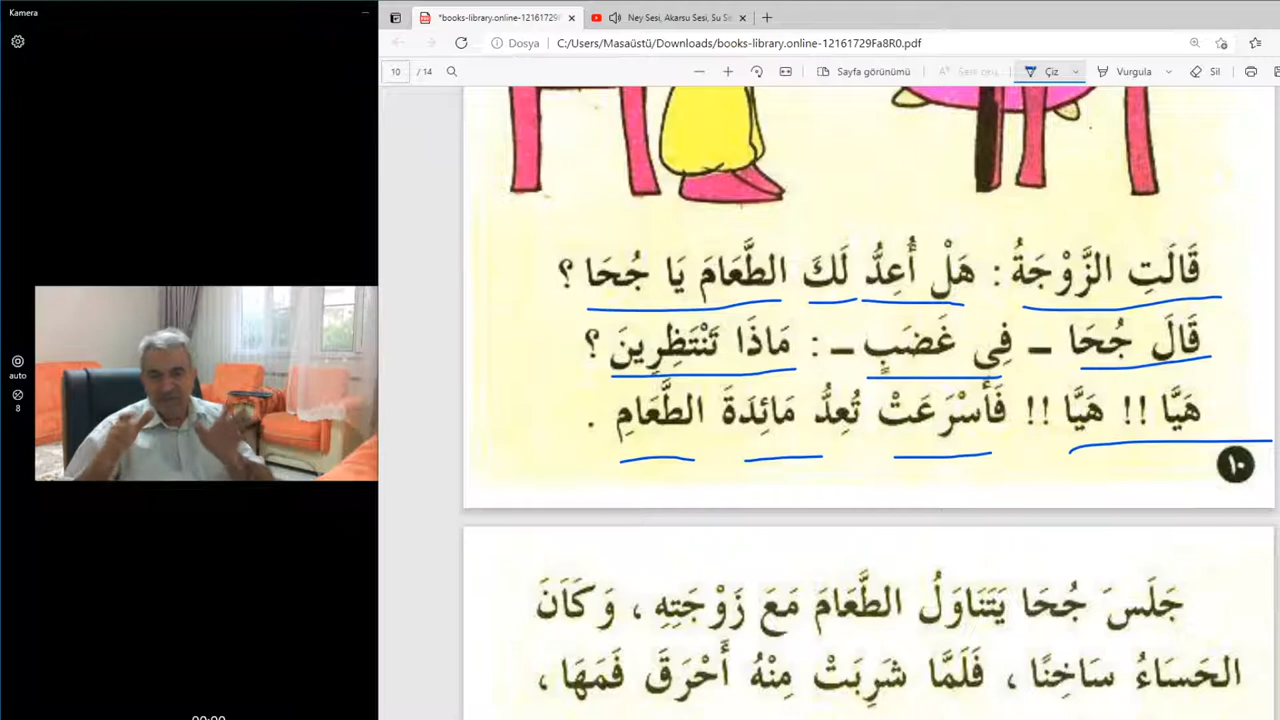 Kamera
*books-library.online-12161729F
Ney Sesi, Akarsu Sesi, Su Se
Dosya
C:/Users/Masaüstü/Downloads/books-library.online-12161729Fa8R0.pdf
10 / 14
Sayfa görünümü
Çiz
Vurgula
Sil
auto
8
قَالَتِ الزَّوْجَةُ : هَلْ أُعِدُّ لَكَ الطَّعَامَ يَا جُحَا ؟
قَالَ جُحَا – فِى غَضَبٍ – : مَاذَا تَنْتَظِرِينَ ؟
هَيَّا !! هَيَّا !! فَأَسْرَعَتْ تُعِدُّ مَائِدَةَ الطَّعَامِ .
١٠
جَلَسَ جُحَا يَتَنَاوَلُ الطَّعَامَ مَعَ زَوْجَتِهِ ، وَكَانَ
الحَسَاءُ سَاخِنًا ، فَلَمَّا شَرِبَتْ مِنْهُ أَحْرَقَ فَمَهَا ،